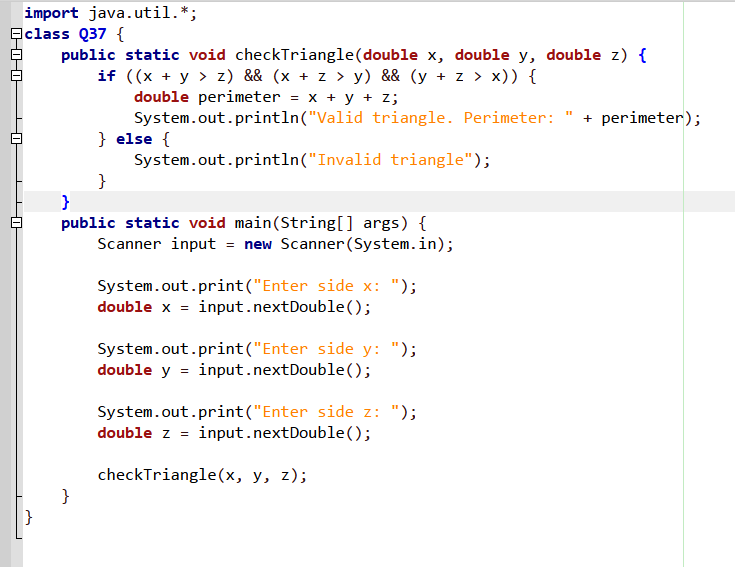 import java.util.*;
class Q37 {
    public static void checkTriangle(double x, double y, double z) {
        if ((x + y > z) && (x + z > y) && (y + z > x)) {
            double perimeter = x + y + z;
            System.out.println("Valid triangle. Perimeter: " + perimeter);
        } else {
            System.out.println("Invalid triangle");
        }
    }
    public static void main(String[] args) {
        Scanner input = new Scanner(System.in);

        System.out.print("Enter side x: ");
        double x = input.nextDouble();

        System.out.print("Enter side y: ");
        double y = input.nextDouble();

        System.out.print("Enter side z: ");
        double z = input.nextDouble();

        checkTriangle(x, y, z);
    }
}